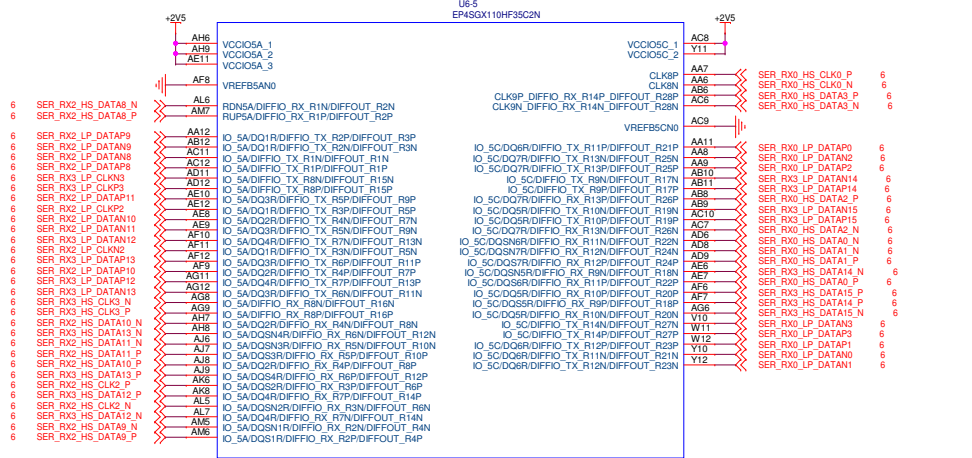 U6-5
EP4SGX110HF35C2N
+2V5
AH6 VCCIO5A_1
AH9 VCCIO5A_2
AE11 VCCIO5A_3
AF8 VREFB5AN0
6 SER_RX2_HS_DATA8_N AL6 RDN5A/DIFFIO_RX_R1N/DIFFOUT_R2N
6 SER_RX2_HS_DATA8_P AM7 RUP5A/DIFFIO_RX_R1P/DIFFOUT_R2P
6 SER_RX2_LP_DATAP9 AA12 IO_5A/DQ1R/DIFFIO_TX_R2P/DIFFOUT_R3P
6 SER_RX2_LP_DATAN9 AB12 IO_5A/DQ1R/DIFFIO_TX_R2N/DIFFOUT_R3N
6 SER_RX2_LP_DATAN8 AC11 IO_5A/DIFFIO_TX_R1N/DIFFOUT_R1N
6 SER_RX2_LP_DATAP8 AC12 IO_5A/DIFFIO_TX_R1P/DIFFOUT_R1P
6 SER_RX3_LP_CLKN3 AD11 IO_5A/DIFFIO_TX_R8N/DIFFOUT_R15N
6 SER_RX3_LP_CLKP3 AD12 IO_5A/DIFFIO_TX_R8P/DIFFOUT_R15P
6 SER_RX2_LP_DATAP11 AE10 IO_5A/DQ3R/DIFFIO_TX_R5P/DIFFOUT_R9P
6 SER_RX2_LP_CLKP2 AE12 IO_5A/DQ1R/DIFFIO_TX_R3P/DIFFOUT_R5P
6 SER_RX2_LP_DATAN10 AE8 IO_5A/DQ2R/DIFFIO_TX_R4N/DIFFOUT_R7N
6 SER_RX2_LP_DATAN11 AE9 IO_5A/DQ3R/DIFFIO_TX_R5N/DIFFOUT_R9N
6 SER_RX3_LP_DATAN12 AF10 IO_5A/DQ4R/DIFFIO_TX_R7N/DIFFOUT_R13N
6 SER_RX2_LP_CLKN2 AF11 IO_5A/DQ1R/DIFFIO_TX_R3N/DIFFOUT_R5N
6 SER_RX3_LP_DATAP13 AF12 IO_5A/DQ3R/DIFFIO_TX_R6P/DIFFOUT_R11P
6 SER_RX2_LP_DATAP10 AF9 IO_5A/DQ2R/DIFFIO_TX_R4P/DIFFOUT_R7P
6 SER_RX3_LP_DATAP12 AG11 IO_5A/DQ4R/DIFFIO_TX_R7P/DIFFOUT_R13P
6 SER_RX3_LP_DATAN13 AG12 IO_5A/DQ3R/DIFFIO_TX_R6N/DIFFOUT_R11N
6 SER_RX3_HS_CLK3_N AG8 IO_5A/DIFFIO_RX_R8N/DIFFOUT_R16N
6 SER_RX3_HS_CLK3_P AG9 IO_5A/DIFFIO_RX_R8P/DIFFOUT_R16P
6 SER_RX2_HS_DATA10_N AH7 IO_5A/DQ2R/DIFFIO_RX_R4N/DIFFOUT_R8N
6 SER_RX3_HS_DATA13_N AH8 IO_5A/DQSN4R/DIFFIO_RX_R6N/DIFFOUT_R12N
6 SER_RX2_HS_DATA11_N AJ6 IO_5A/DQSN3R/DIFFIO_RX_R5N/DIFFOUT_R10N
6 SER_RX2_HS_DATA11_P AJ7 IO_5A/DQS3R/DIFFIO_RX_R5P/DIFFOUT_R10P
6 SER_RX2_HS_DATA10_P AJ8 IO_5A/DQ2R/DIFFIO_RX_R4P/DIFFOUT_R8P
6 SER_RX3_HS_DATA13_P AJ9 IO_5A/DQS4R/DIFFIO_RX_R6P/DIFFOUT_R12P
6 SER_RX2_HS_CLK2_P AK6 IO_5A/DQS2R/DIFFIO_RX_R3P/DIFFOUT_R6P
6 SER_RX3_HS_DATA12_P AK8 IO_5A/DQ4R/DIFFIO_RX_R7P/DIFFOUT_R14P
6 SER_RX2_HS_CLK2_N AL5 IO_5A/DQSN2R/DIFFIO_RX_R3N/DIFFOUT_R6N
6 SER_RX3_HS_DATA12_N AL7 IO_5A/DQ4R/DIFFIO_RX_R7N/DIFFOUT_R14N
6 SER_RX2_HS_DATA9_N AM5 IO_5A/DQSN1R/DIFFIO_RX_R2N/DIFFOUT_R4N
6 SER_RX2_HS_DATA9_P AM6 IO_5A/DQS1R/DIFFIO_RX_R2P/DIFFOUT_R4P
+2V5
VCCIO5C_1 AC8
VCCIO5C_2 Y11
CLK8P AA7 SER_RX0_HS_CLK0_P 6
CLK8N AA6 SER_RX0_HS_CLK0_N 6
CLK9P_DIFFIO_RX_R14P_DIFFOUT_R28P AB6 SER_RX0_HS_DATA3_P 6
CLK9N_DIFFIO_RX_R14N_DIFFOUT_R28N AC6 SER_RX0_HS_DATA3_N 6
VREFB5CN0 AC9
IO_5C/DQ6R/DIFFIO_TX_R11P/DIFFOUT_R21P AA11 SER_RX0_LP_DATAP0 6
IO_5C/DQ7R/DIFFIO_TX_R13N/DIFFOUT_R25N AA8 SER_RX0_LP_DATAN2 6
IO_5C/DQ7R/DIFFIO_TX_R13P/DIFFOUT_R25P AA9 SER_RX0_LP_DATAP2 6
IO_5C/DIFFIO_TX_R9N/DIFFOUT_R17N AB10 SER_RX3_LP_DATAN14 6
IO_5C/DIFFIO_TX_R9P/DIFFOUT_R17P AB11 SER_RX3_LP_DATAP14 6
IO_5C/DQ7R/DIFFIO_RX_R13P/DIFFOUT_R26P AB8 SER_RX0_HS_DATA2_P 6
IO_5C/DQ5R/DIFFIO_TX_R10N/DIFFOUT_R19N AB9 SER_RX3_LP_DATAN15 6
IO_5C/DQ5R/DIFFIO_TX_R10P/DIFFOUT_R19P AC10 SER_RX3_LP_DATAP15 6
IO_5C/DQ7R/DIFFIO_RX_R13N/DIFFOUT_R26N AC7 SER_RX0_HS_DATA2_N 6
IO_5C/DQSN6R/DIFFIO_RX_R11N/DIFFOUT_R22N AD6 SER_RX0_HS_DATA0_N 6
IO_5C/DQSN7R/DIFFIO_RX_R12N/DIFFOUT_R24N AD8 SER_RX0_HS_DATA1_N 6
IO_5C/DQS7R/DIFFIO_RX_R12P/DIFFOUT_R24P AD9 SER_RX0_HS_DATA1_P 6
IO_5C/DQSN5R/DIFFIO_RX_R9N/DIFFOUT_R18N AE6 SER_RX3_HS_DATA14_N 6
IO_5C/DQS6R/DIFFIO_RX_R11P/DIFFOUT_R22P AE7 SER_RX0_HS_DATA0_P 6
IO_5C/DQ5R/DIFFIO_RX_R10P/DIFFOUT_R20P AF6 SER_RX3_HS_DATA15_P 6
IO_5C/DQS5R/DIFFIO_RX_R9P/DIFFOUT_R18P AF7 SER_RX3_HS_DATA14_P 6
IO_5C/DQ5R/DIFFIO_RX_R10N/DIFFOUT_R20N AG6 SER_RX3_HS_DATA15_N 6
IO_5C/DIFFIO_TX_R14N/DIFFOUT_R27N V10 SER_RX0_LP_DATAN3 6
IO_5C/DIFFIO_TX_R14P/DIFFOUT_R27P W11 SER_RX0_LP_DATAP3 6
IO_5C/DQ6R/DIFFIO_TX_R12P/DIFFOUT_R23P W12 SER_RX0_LP_DATAP1 6
IO_5C/DQ6R/DIFFIO_TX_R11N/DIFFOUT_R21N Y10 SER_RX0_LP_DATAN0 6
IO_5C/DQ6R/DIFFIO_TX_R12N/DIFFOUT_R23N Y12 SER_RX0_LP_DATAN1 6